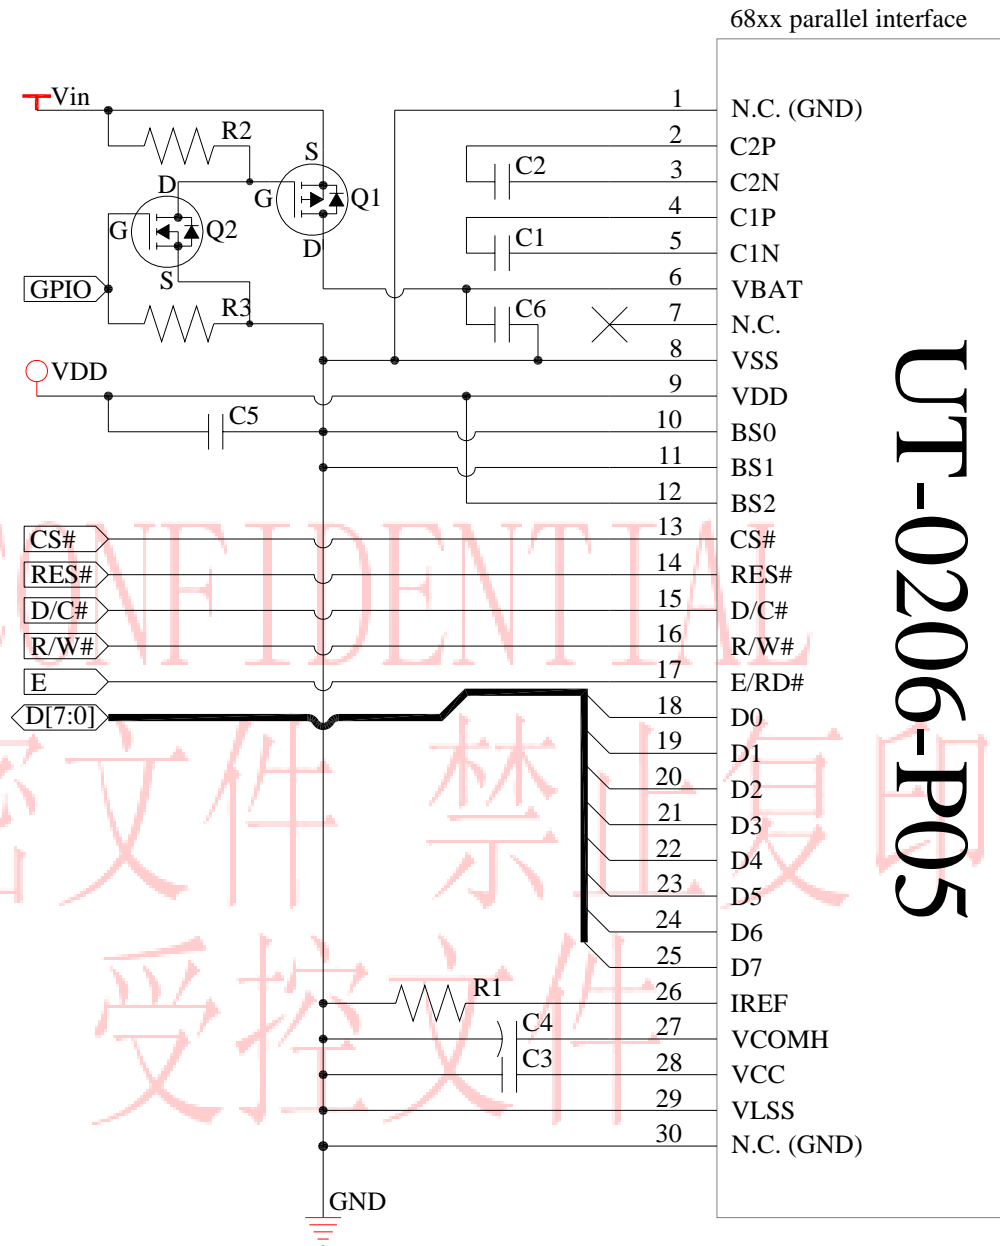 68xx parallel interface
Vin
R2
S
D
G
Q1
G
Q2
D
S
GPIO
R3
VDD
C5
C2
C1
C6
1 N.C. (GND)
2 C2P
3 C2N
4 C1P
5 C1N
6 VBAT
7 N.C.
8 VSS
9 VDD
10 BS0
11 BS1
12 BS2
CS# 13 CS#
RES# 14 RES#
D/C# 15 D/C#
R/W# 16 R/W#
E 17 E/RD#
D[7:0] 18 D0
19 D1
20 D2
21 D3
22 D4
23 D5
24 D6
25 D7
R1 26 IREF
C4 27 VCOMH
C3 28 VCC
29 VLSS
30 N.C. (GND)
GND
UT-0206-P05
CONFIDENTIAL
密文件 禁止复印
受控文件